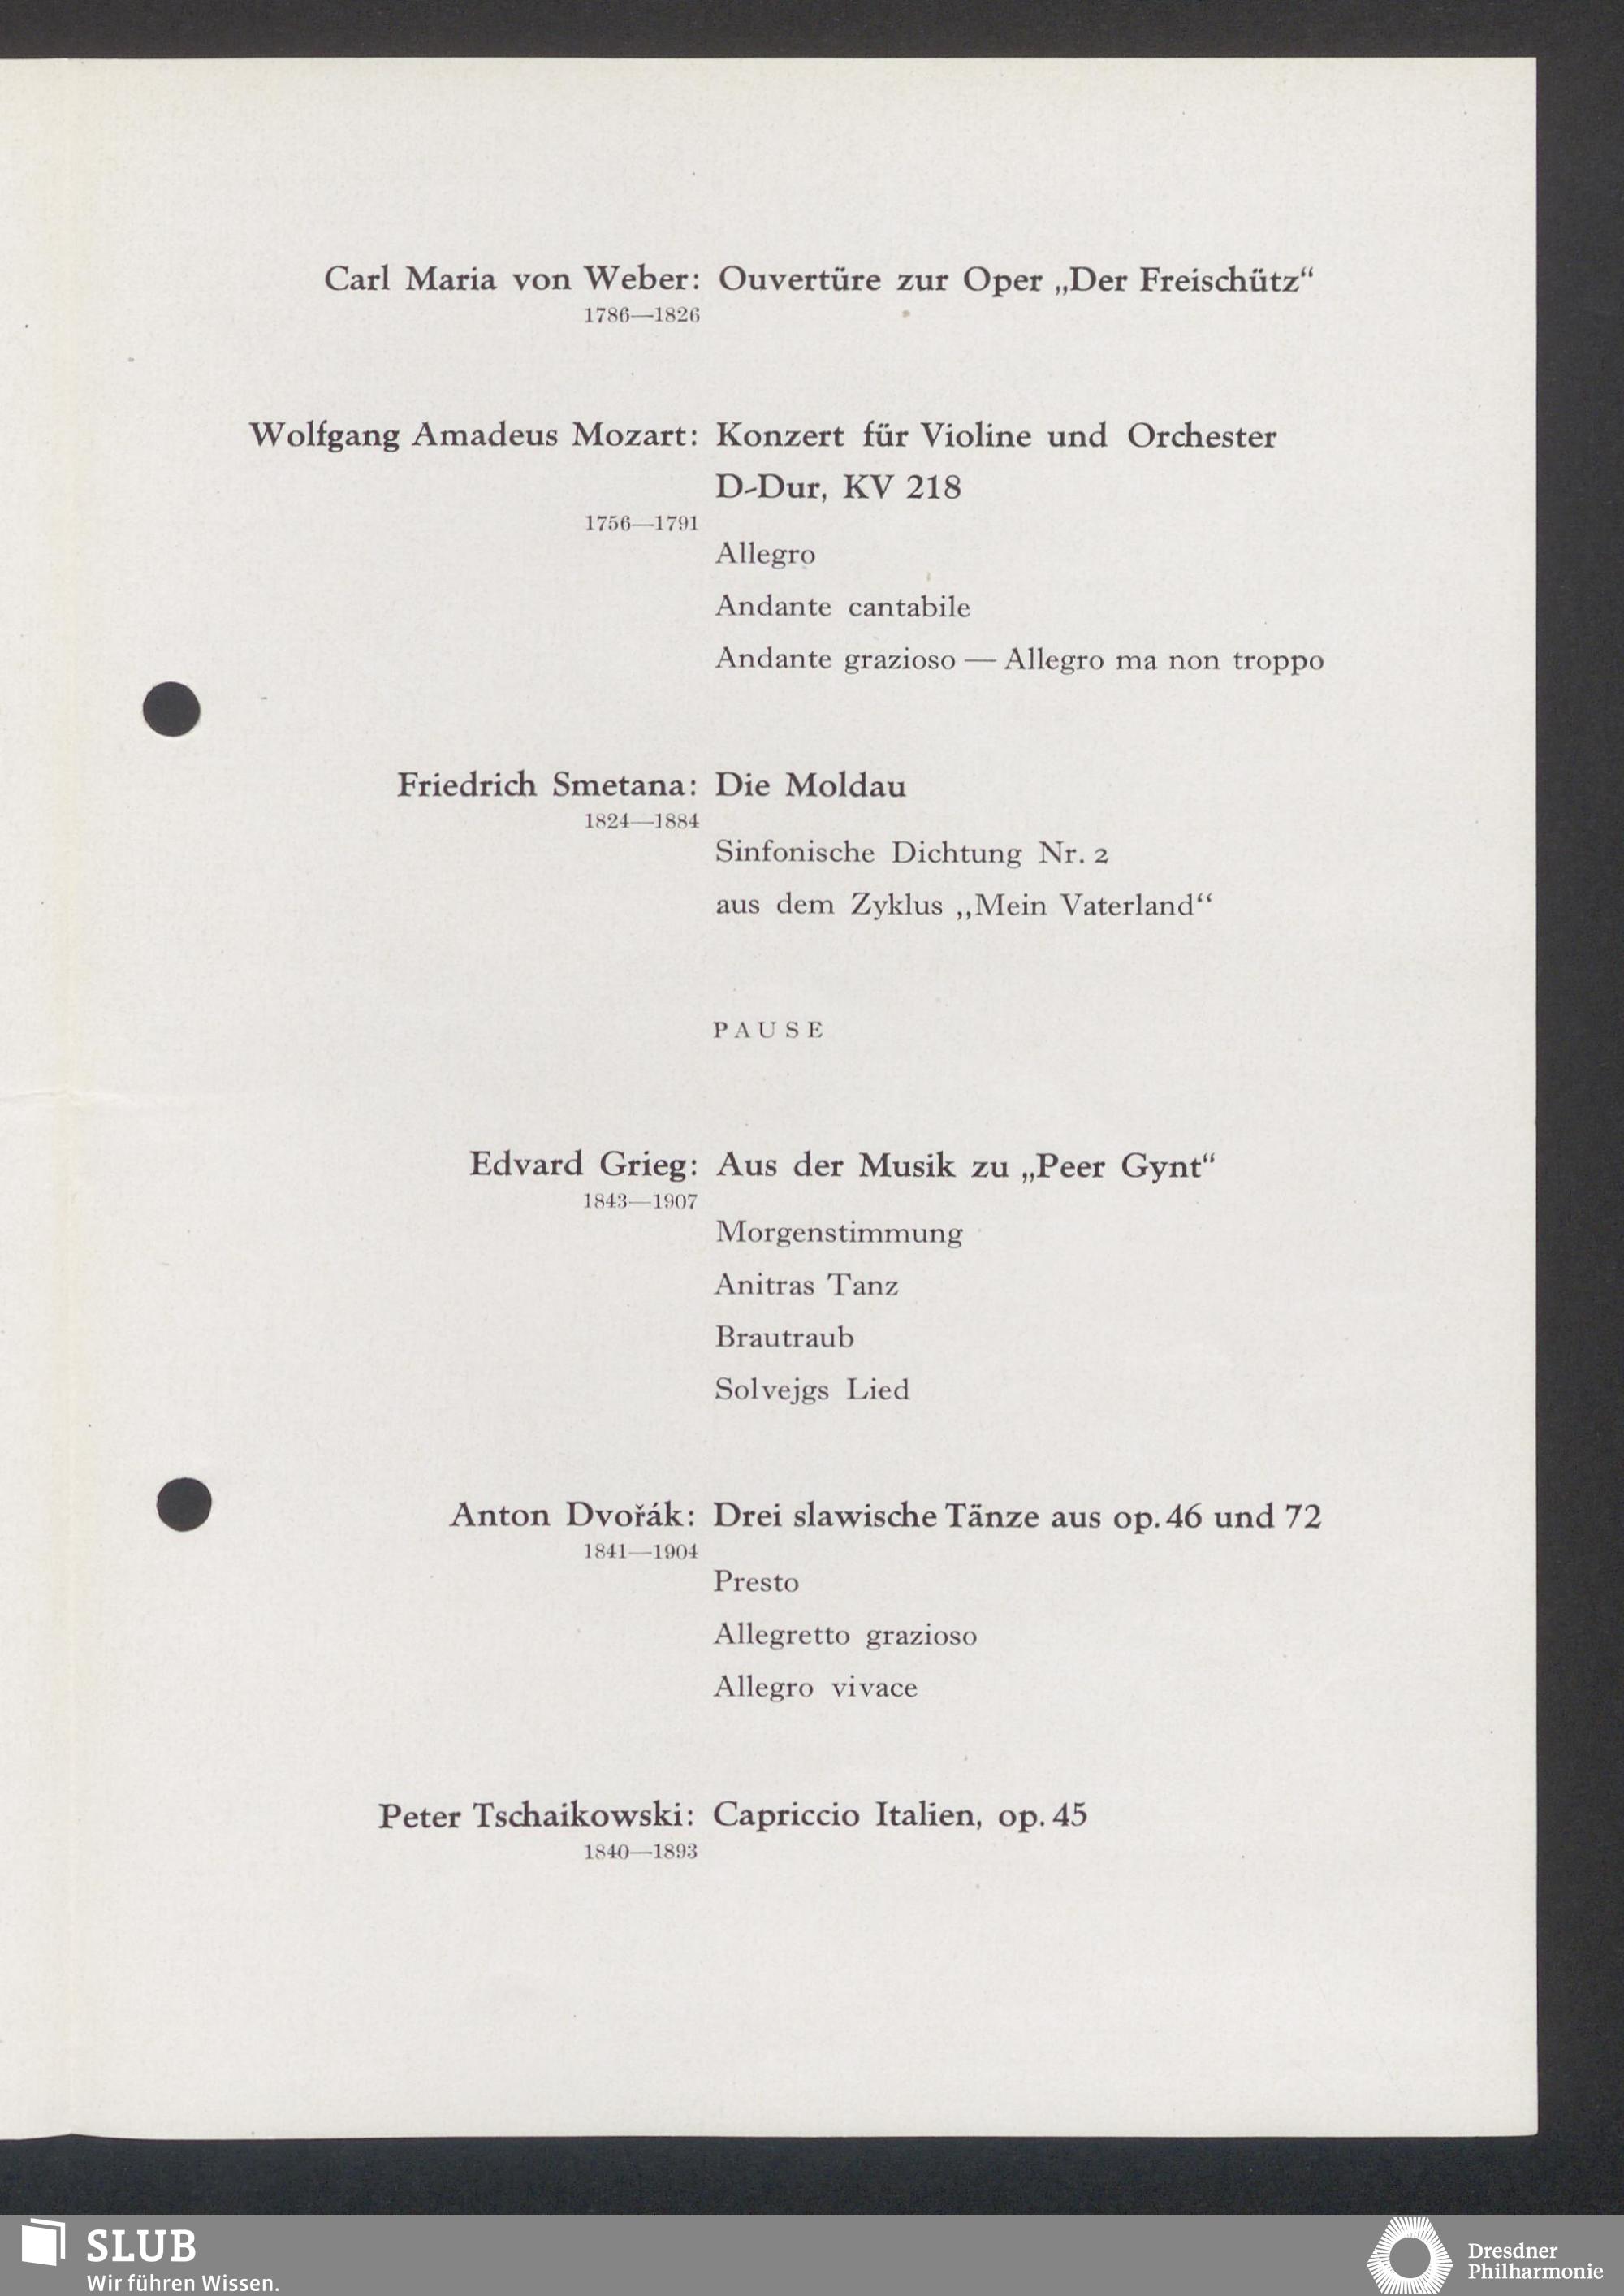 Carl Maria von Weber: Ouvertüre zur Oper „Der Freischütz“
1786—1826
Wolfgang Amadeus Mozart: Konzert für Violine und Orchester
D-Dur, KV 218
1756—1791
Allegro
Andante cantabile
Andante grazioso — Allegro ma non troppo
Friedrich Smetana: Die Moldau
1824—1884
Sinfonische Dichtung Nr. 2
aus dem Zyklus „Mein Vaterland“
PAUSE
Edvard Grieg: Aus der Musik zu „Peer Gynt“
1843—1907
Morgenstimmung
Anitras Tanz
Brautraub
Solvejgs Lied
Anton Dvořák: Drei slawische Tänze aus op. 46 und 72
1841—1904
Presto
Allegretto grazioso
Allegro vivace
Peter Tschaikowski: Capriccio Italien, op. 45
1840—1893
SLUB
Wir führen Wissen.
Dresdner
Philharmonie